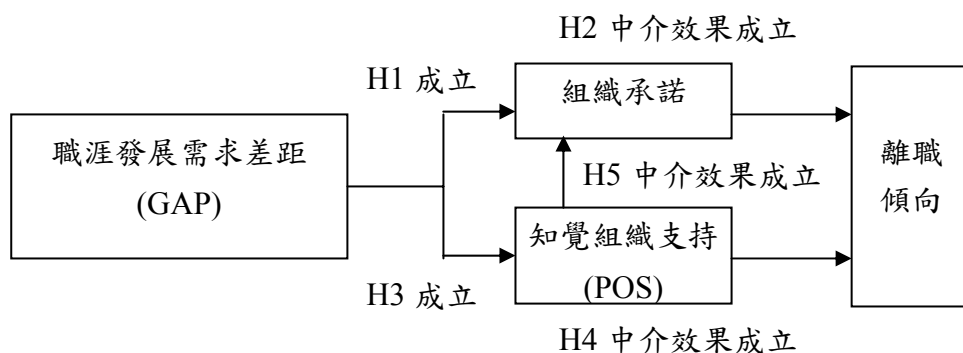 H2 中介效果成立
H1 成立
組織承諾
職涯發展需求差距
(GAP)
H5 中介效果成立
離職
傾向
知覺組織支持
(POS)
H3 成立
H4 中介效果成立